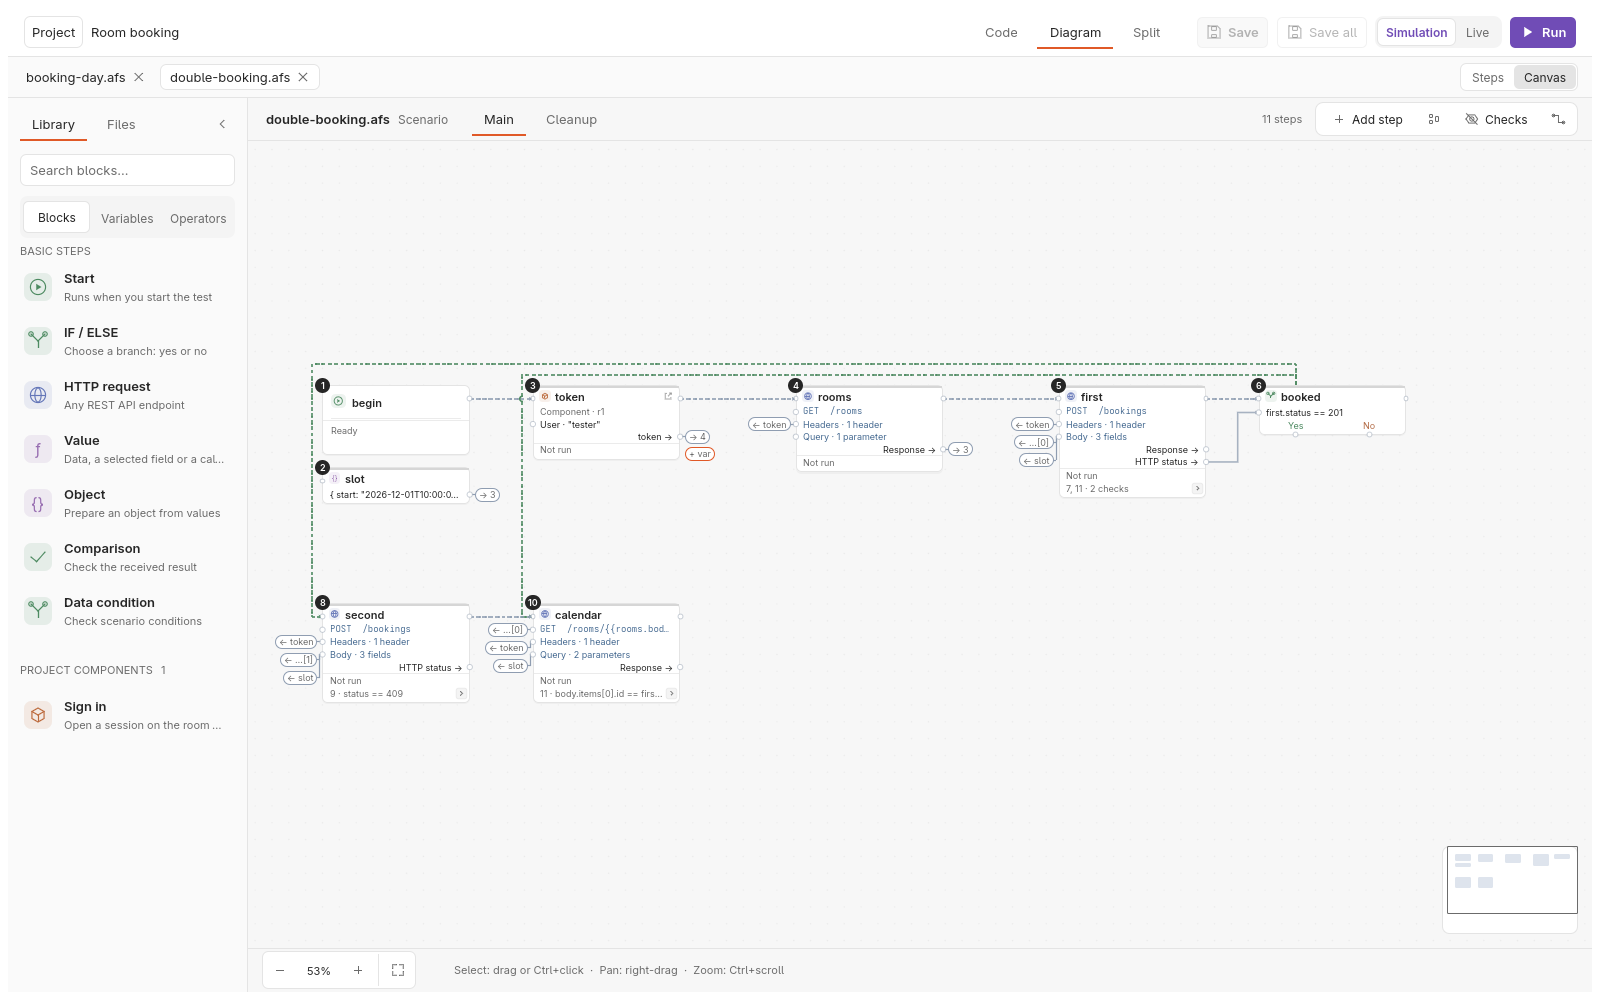 Project
Room booking
Code
Diagram
Split
Save
Save all
Simulation
Live
Run
booking-day.afs
double-booking.afs
Steps
Canvas
Library
Files
double-booking.afs
Scenario
Main
Cleanup
11 steps
Add step
Checks
Search blocks...
Blocks
Variables
Operators
BASIC STEPS
Start
Runs when you start the test
IF / ELSE
Choose a branch: yes or no
HTTP request
Any REST API endpoint
Value
Data, a selected field or a cal...
Object
Prepare an object from values
Comparison
Check the received result
Data condition
Check scenario conditions
PROJECT COMPONENTS 1
Sign in
Open a session on the room ...
1
begin
Ready
2
slot
{ start: "2026-12-01T10:00:0...
→ 3
3
token
Component · r1
User · "tester"
token →
→ 4
+ var
Not run
4
rooms
GET /rooms
← token
Headers · 1 header
Query · 1 parameter
Response →
→ 3
Not run
5
first
POST /bookings
← token
Headers · 1 header
← ...[0]
Body · 3 fields
← slot
Response →
HTTP status →
Not run
7, 11 · 2 checks
6
booked
first.status == 201
Yes
No
8
second
POST /bookings
← token
Headers · 1 header
← ...[1]
Body · 3 fields
← slot
HTTP status →
Not run
9 · status == 409
10
calendar
← ...[0]
GET /rooms/{{rooms.bod...
← token
Headers · 1 header
Query · 2 parameters
← slot
Response →
Not run
11 · body.items[0].id == firs...
53%
Select: drag or Ctrl+click · Pan: right-drag · Zoom: Ctrl+scroll